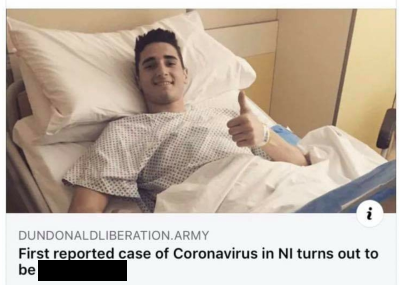 i
DUNDONALDLIBERATION.ARMY
First reported case of Coronavirus in NI turns out to
be